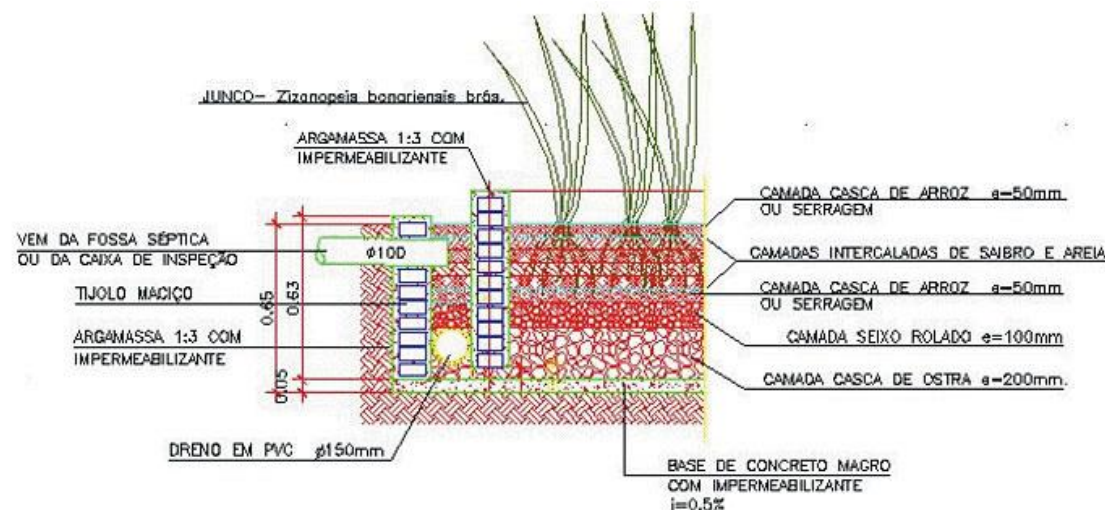 JUNCO- Zizanopsis bonariensis brás.
ARGAMASSA 1:3 COM
IMPERMEABILIZANTE
CAMADA CASCA DE ARROZ e=50mm
OU SERRAGEM
VEM DA FOSSA SÉPTICA
OU DA CAIXA DE INSPEÇÃO
ø100
CAMADAS INTERCALADAS DE SAIBRO E AREIA
TIJOLO MACIÇO
0.65
0.63
CAMADA CASCA DE ARROZ e=50mm
OU SERRAGEM
ARGAMASSA 1:3 COM
IMPERMEABILIZANTE
CAMADA SEIXO ROLADO e=100mm
0.05
CAMADA CASCA DE OSTRA e=200mm.
DRENO EM PVC ø150mm
BASE DE CONCRETO MAGRO
COM IMPERMEABILIZANTE
i=0.5%